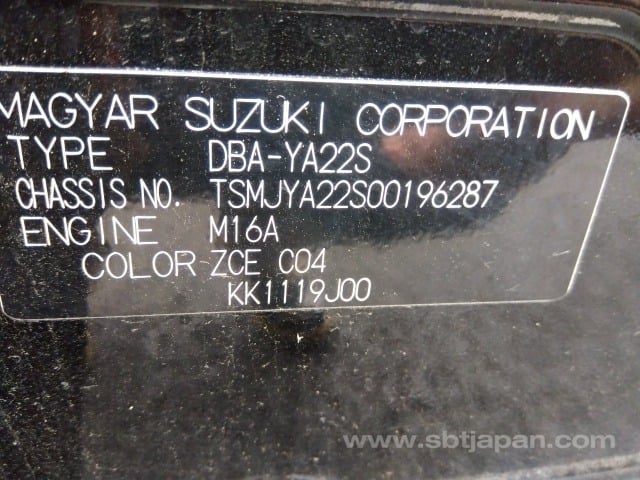 MAGYAR SUZUKI CORPORATION
TYPE DBA-YA22S
CHASSIS NO. TSMJYA22S00196287
ENGINE M16A
COLOR ZCE C04
KK1119J00
www.sbtjapan.com